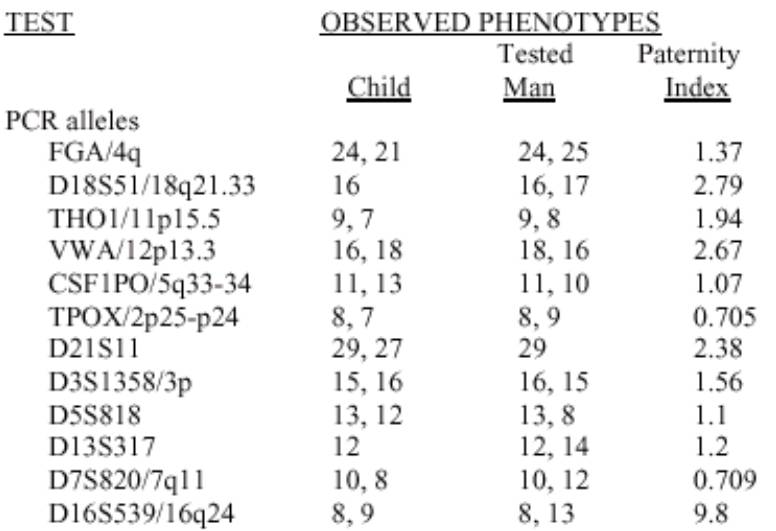 TEST OBSERVED PHENOTYPES
Tested Paternity
Child Man Index
PCR alleles
FGA/4q 24, 21 24, 25 1.37
D18S51/18q21.33 16 16, 17 2.79
THO1/11p15.5 9, 7 9, 8 1.94
VWA/12p13.3 16, 18 18, 16 2.67
CSF1PO/5q33-34 11, 13 11, 10 1.07
TPOX/2p25-p24 8, 7 8, 9 0.705
D21S11 29, 27 29 2.38
D3S1358/3p 15, 16 16, 15 1.56
D5S818 13, 12 13, 8 1.1
D13S317 12 12, 14 1.2
D7S820/7q11 10, 8 10, 12 0.709
D16S539/16q24 8, 9 8, 13 9.8